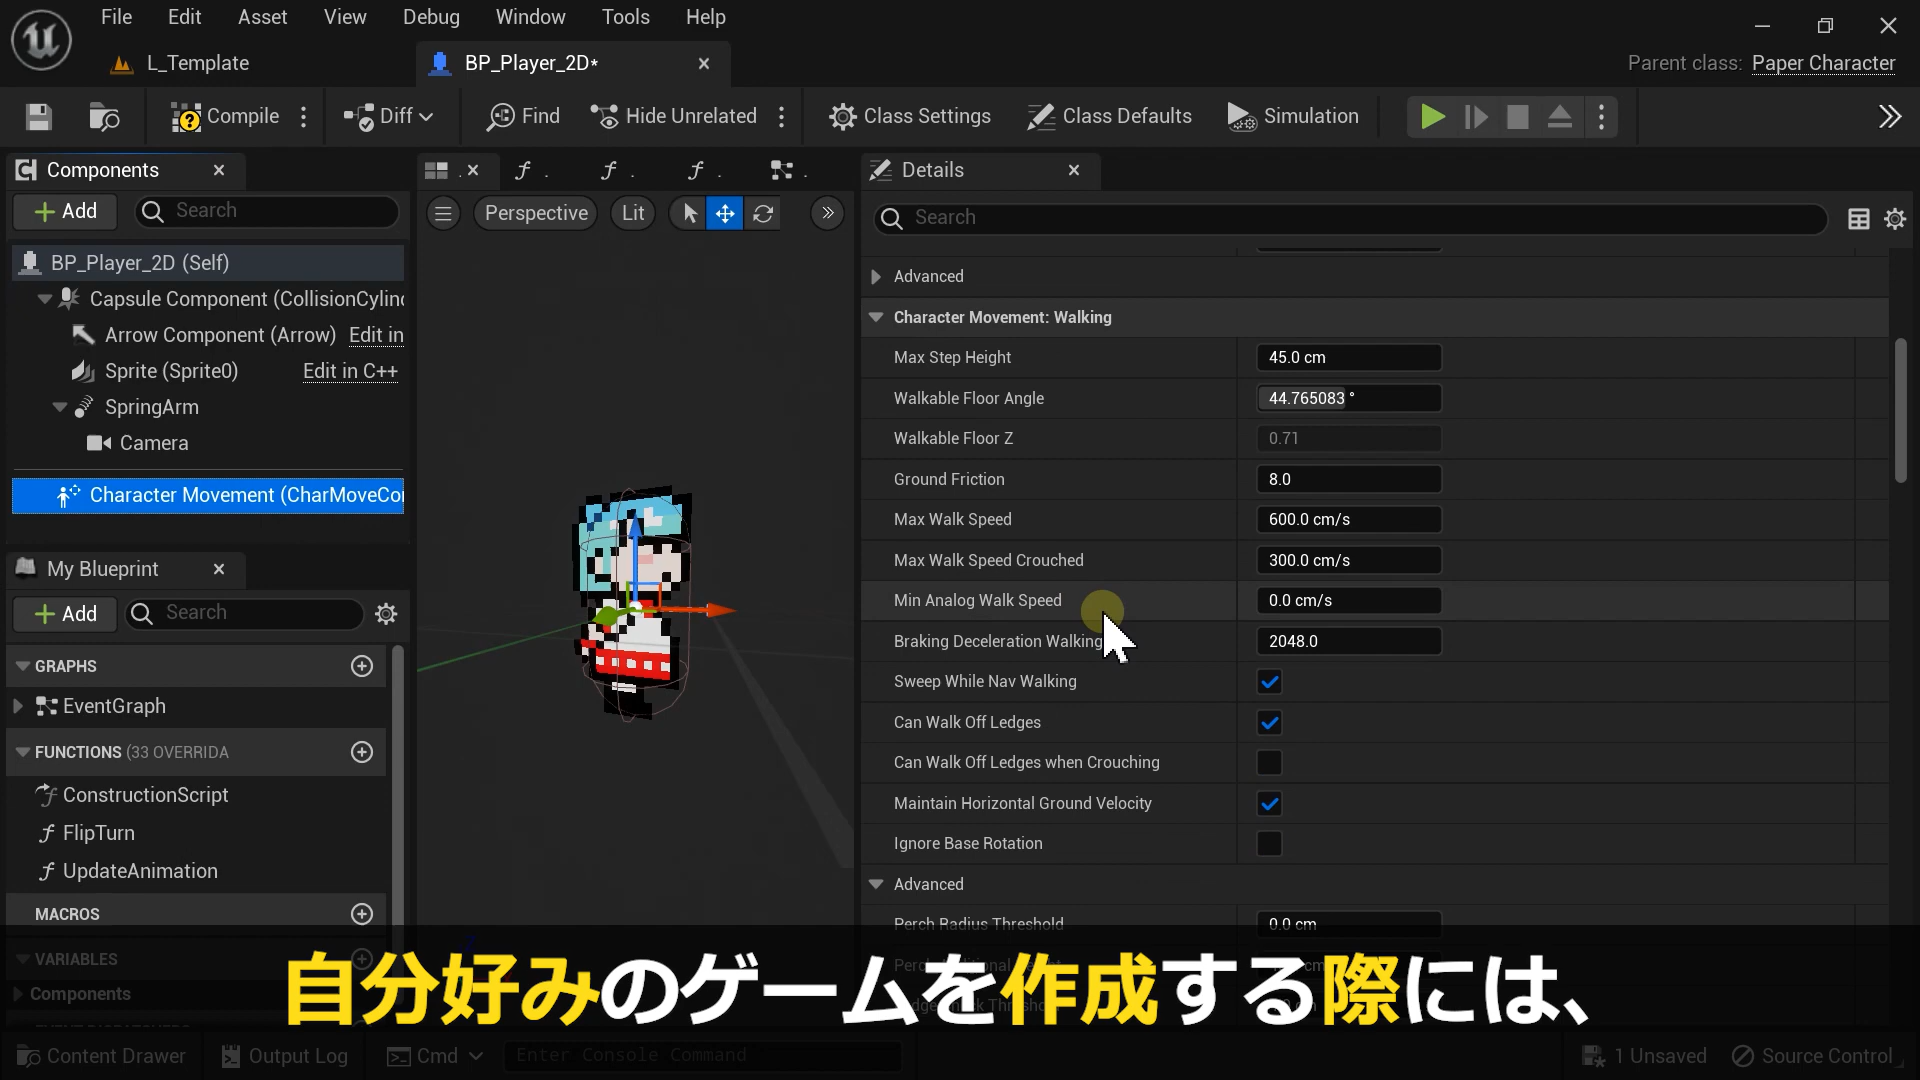 File Edit Asset View Debug Window Tools Help
L_Template
BP_Player_2D*
Parent class: Paper Character
Compile
Diff
Find
Hide Unrelated
Class Settings
Class Defaults
Simulation
Components
Add
Search
BP_Player_2D (Self)
Capsule Component (CollisionCylind
Arrow Component (Arrow) Edit in
Sprite (Sprite0) Edit in C++
SpringArm
Camera
Character Movement (CharMoveCo
My Blueprint
Add
Search
GRAPHS
EventGraph
FUNCTIONS (33 OVERRIDA
ConstructionScript
FlipTurn
UpdateAnimation
MACROS
VARIABLES
Components
Perspective
Lit
Details
Search
Advanced
Character Movement: Walking
Max Step Height 45.0 cm
Walkable Floor Angle 44.765083 °
Walkable Floor Z 0.71
Ground Friction 8.0
Max Walk Speed 600.0 cm/s
Max Walk Speed Crouched 300.0 cm/s
Min Analog Walk Speed 0.0 cm/s
Braking Deceleration Walking 2048.0
Sweep While Nav Walking
Can Walk Off Ledges
Can Walk Off Ledges when Crouching
Maintain Horizontal Ground Velocity
Ignore Base Rotation
Advanced
Perch Radius Threshold 0.0 cm
自分好みのゲームを作成する際には、
Content Drawer
Output Log
Cmd
Enter Console Command
1 Unsaved
Source Control